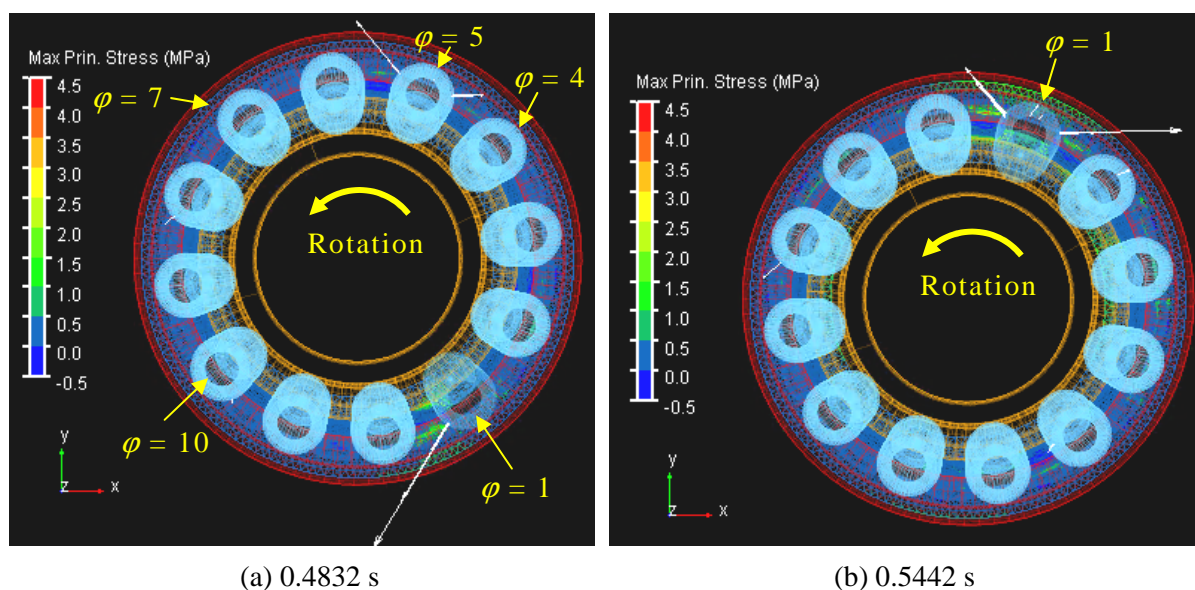 Max Prin. Stress (MPa)
4.5
4.0
3.5
3.0
2.5
2.0
1.5
1.0
0.5
0.0
-0.5
φ = 5
φ = 4
φ = 7
Rotation
φ = 10
φ = 1
y
z x
(a) 0.4832 s
φ = 1
Max Prin. Stress (MPa)
4.5
4.0
3.5
3.0
2.5
2.0
1.5
1.0
0.5
0.0
-0.5
Rotation
y
z x
(b) 0.5442 s